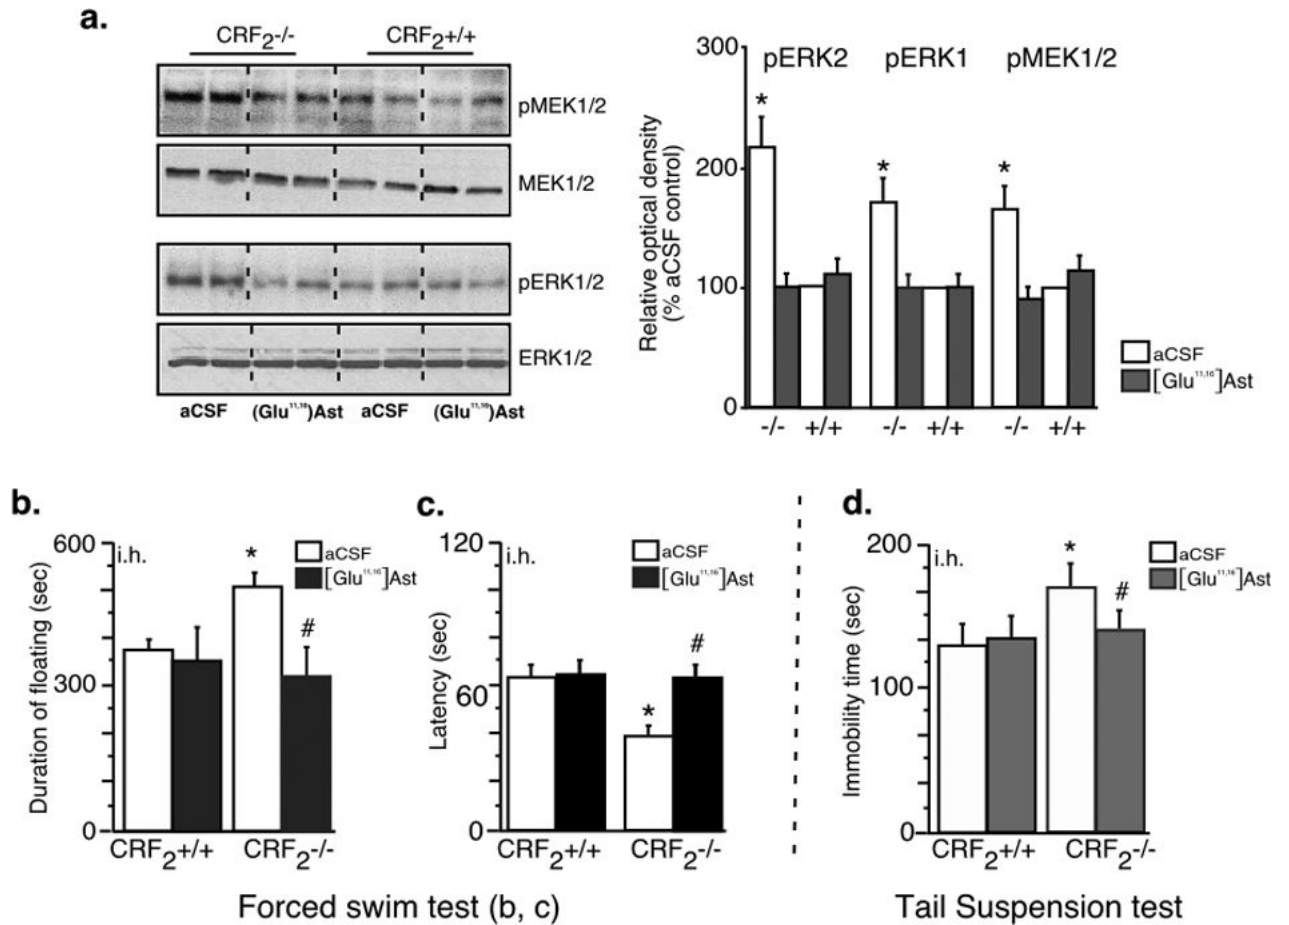 a.
CRF2-/- CRF2+/+
pMEK1/2
MEK1/2
pERK1/2
ERK1/2
aCSF (Glu11,16)Ast aCSF (Glu11,16)Ast
Relative optical density
(% aCSF control)
300
200
100
0
pERK2 pERK1 pMEK1/2
* * *
-/- +/+ -/- +/+ -/- +/+
aCSF
[Glu11,16]Ast
b.
Duration of floating (sec)
600
300
0
i.h.
*
#
aCSF
[Glu11,16]Ast
CRF2+/+ CRF2-/-
c.
Latency (sec)
120
60
0
i.h.
*
#
aCSF
[Glu11,16]Ast
CRF2+/+ CRF2-/-
Forced swim test (b, c)
d.
Immobility time (sec)
200
100
0
i.h.
*
#
aCSF
[Glu11,16]Ast
CRF2+/+ CRF2-/-
Tail Suspension test